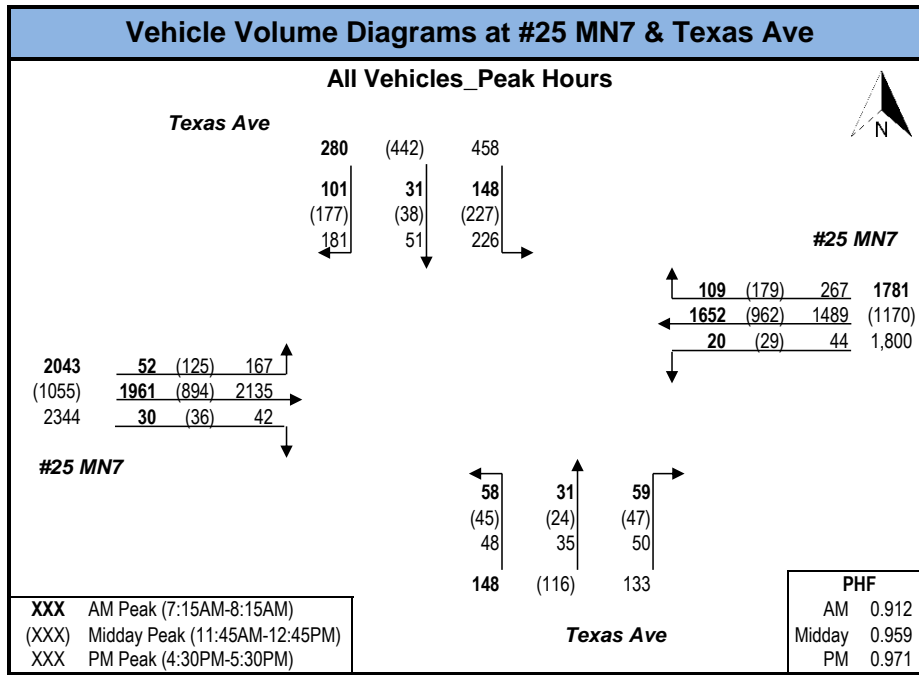 Vehicle Volume Diagrams at #25 MN7 & Texas Ave
All Vehicles_Peak Hours
N
Texas Ave
280 (442) 458
101 31 148
(177) (38) (227)
181 51 226
#25 MN7
109 (179) 267 1781
1652 (962) 1489 (1170)
20 (29) 44 1,800
2043 52 (125) 167
(1055) 1961 (894) 2135
2344 30 (36) 42
#25 MN7
58 31 59
(45) (24) (47)
48 35 50
148 (116) 133
Texas Ave
XXX AM Peak (7:15AM-8:15AM)
(XXX) Midday Peak (11:45AM-12:45PM)
XXX PM Peak (4:30PM-5:30PM)
PHF
AM 0.912
Midday 0.959
PM 0.971